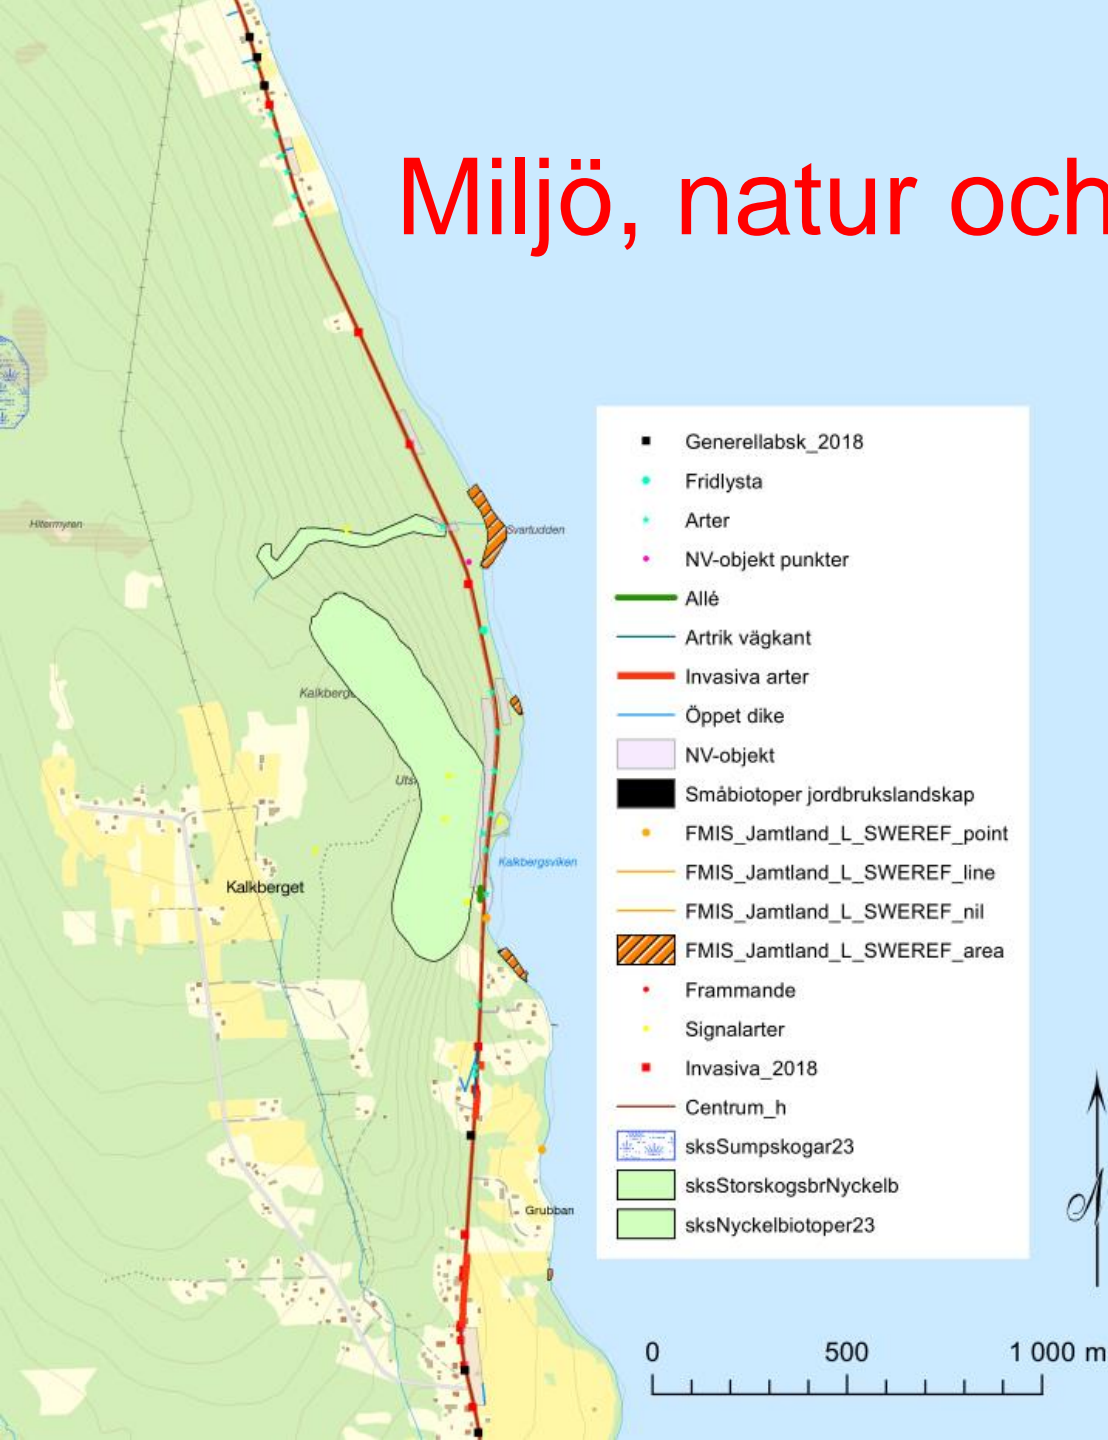 Miljö, natur och
Generellabsk_2018
Fridlysta
Arter
NV-objekt punkter
Allé
Artrik vägkant
Invasiva arter
Öppet dike
NV-objekt
Småbiotoper jordbrukslandskap
FMIS_Jamtland_L_SWEREF_point
FMIS_Jamtland_L_SWEREF_line
FMIS_Jamtland_L_SWEREF_nil
FMIS_Jamtland_L_SWEREF_area
Frammande
Signalarter
Invasiva_2018
Centrum_h
sksSumpskogar23
sksStorskogsbrNyckelb
sksNyckelbiotoper23
Svartudden
Kalkbergsviken
Kalkberget
Grubban
0 500 1 000 m